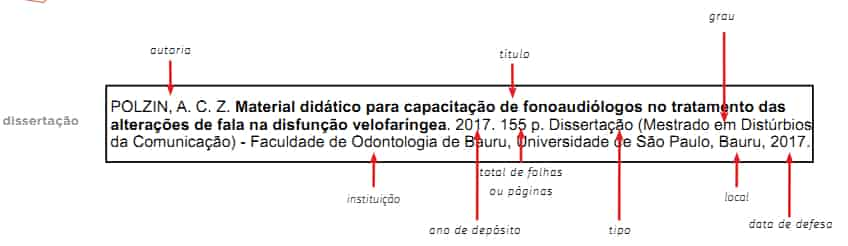 grau
autoria
título
dissertação
POLZIN, A. C. Z. Material didático para capacitação de fonoaudiólogos no tratamento das
alterações de fala na disfunção velofaríngea. 2017. 155 p. Dissertação (Mestrado em Distúrbios
da Comunicação) - Faculdade de Odontologia de Bauru, Universidade de São Paulo, Bauru, 2017.
total de folhas
ou páginas
instituição
local
ano de depósito
tipo
data de defesa